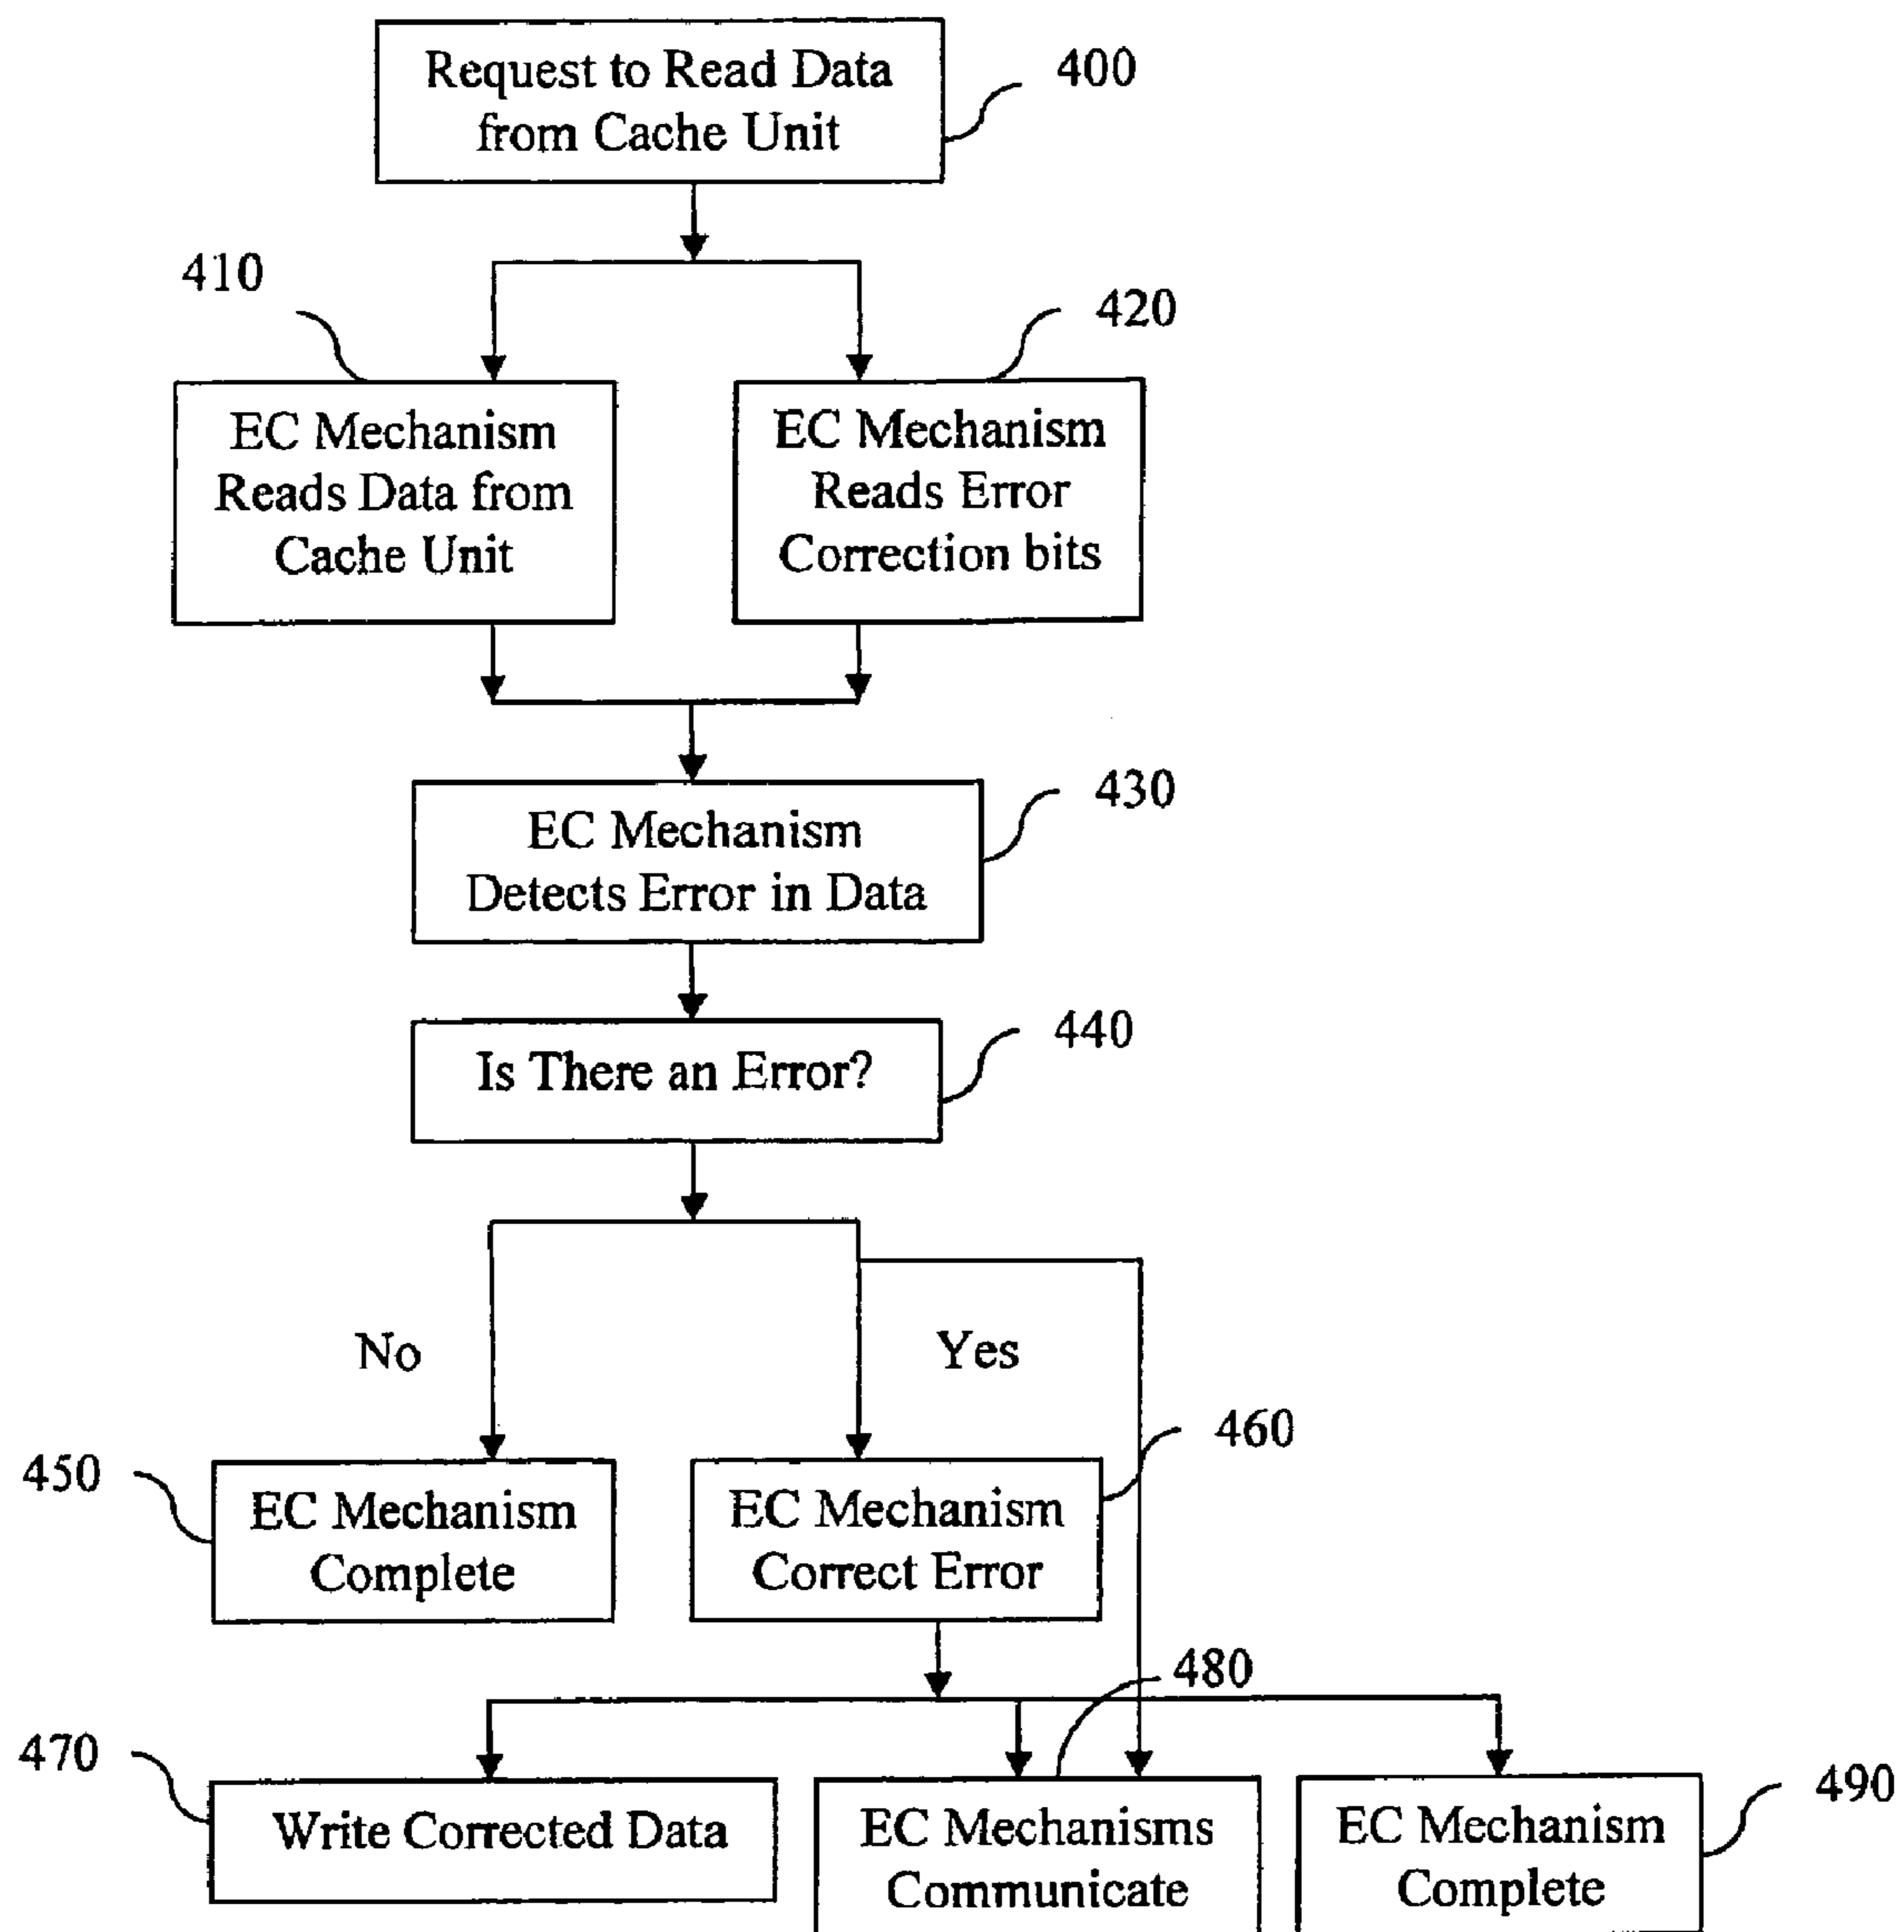 Request to Read Data
from Cache Unit
400
410
420
EC Mechanism
Reads Data from
Cache Unit
EC Mechanism
Reads Error
Correction bits
430
EC Mechanism
Detects Error in Data
440
Is There an Error?
No
Yes
450
460
EC Mechanism
Complete
EC Mechanism
Correct Error
480
470
490
Write Corrected Data
EC Mechanisms
Communicate
EC Mechanism
Complete